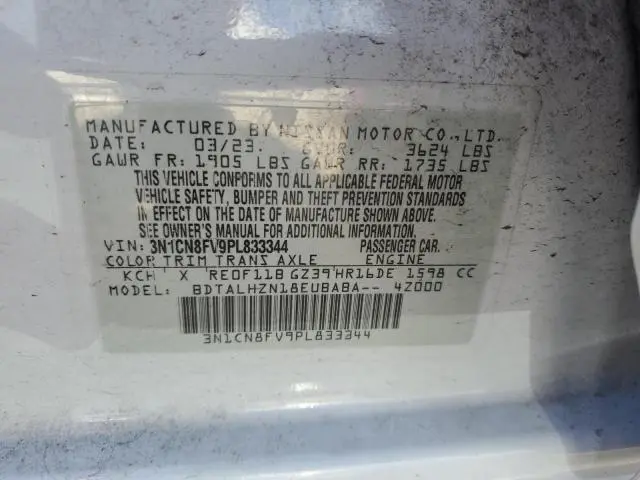 MANUFACTURED BY NISSAN MOTOR CO., LTD.
DATE: 03/23. GVWR: 3624 LBS
GAWR FR: 1905 LBS GAWR RR: 1735 LBS
THIS VEHICLE CONFORMS TO ALL APPLICABLE FEDERAL MOTOR
VEHICLE SAFETY, BUMPER AND THEFT PREVENTION STANDARDS
IN EFFECT ON THE DATE OF MANUFACTURE SHOWN ABOVE.
SEE OWNER'S MANUAL FOR ADDITIONAL INFORMATION.
VIN: 3N1CN8FV9PL833344 PASSENGER CAR
COLOR TRIM TRANS AXLE ENGINE
KCH X RE0F11B GZ39 HR16DE 1598 CC
MODEL: BDTALHZN18EUBABA-- 4Z000
3N1CN8FV9PL833344